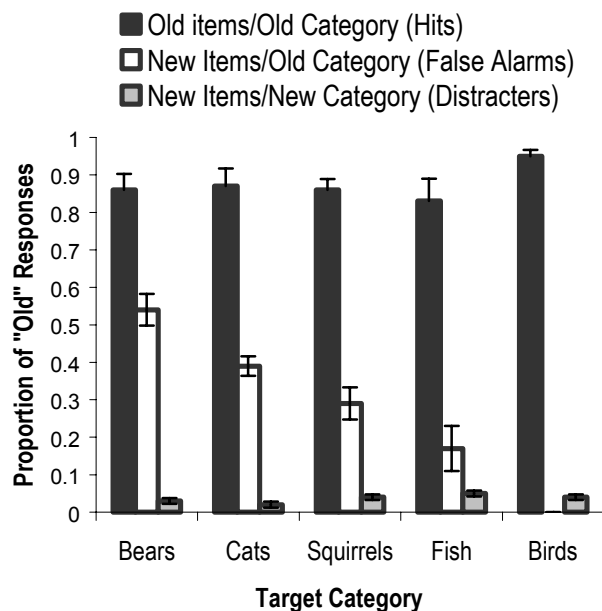 Old items/Old Category (Hits)
New Items/Old Category (False Alarms)
New Items/New Category (Distracters)
Proportion of "Old" Responses
1
0.9
0.8
0.7
0.6
0.5
0.4
0.3
0.2
0.1
0
Bears Cats Squirrels Fish Birds
Target Category